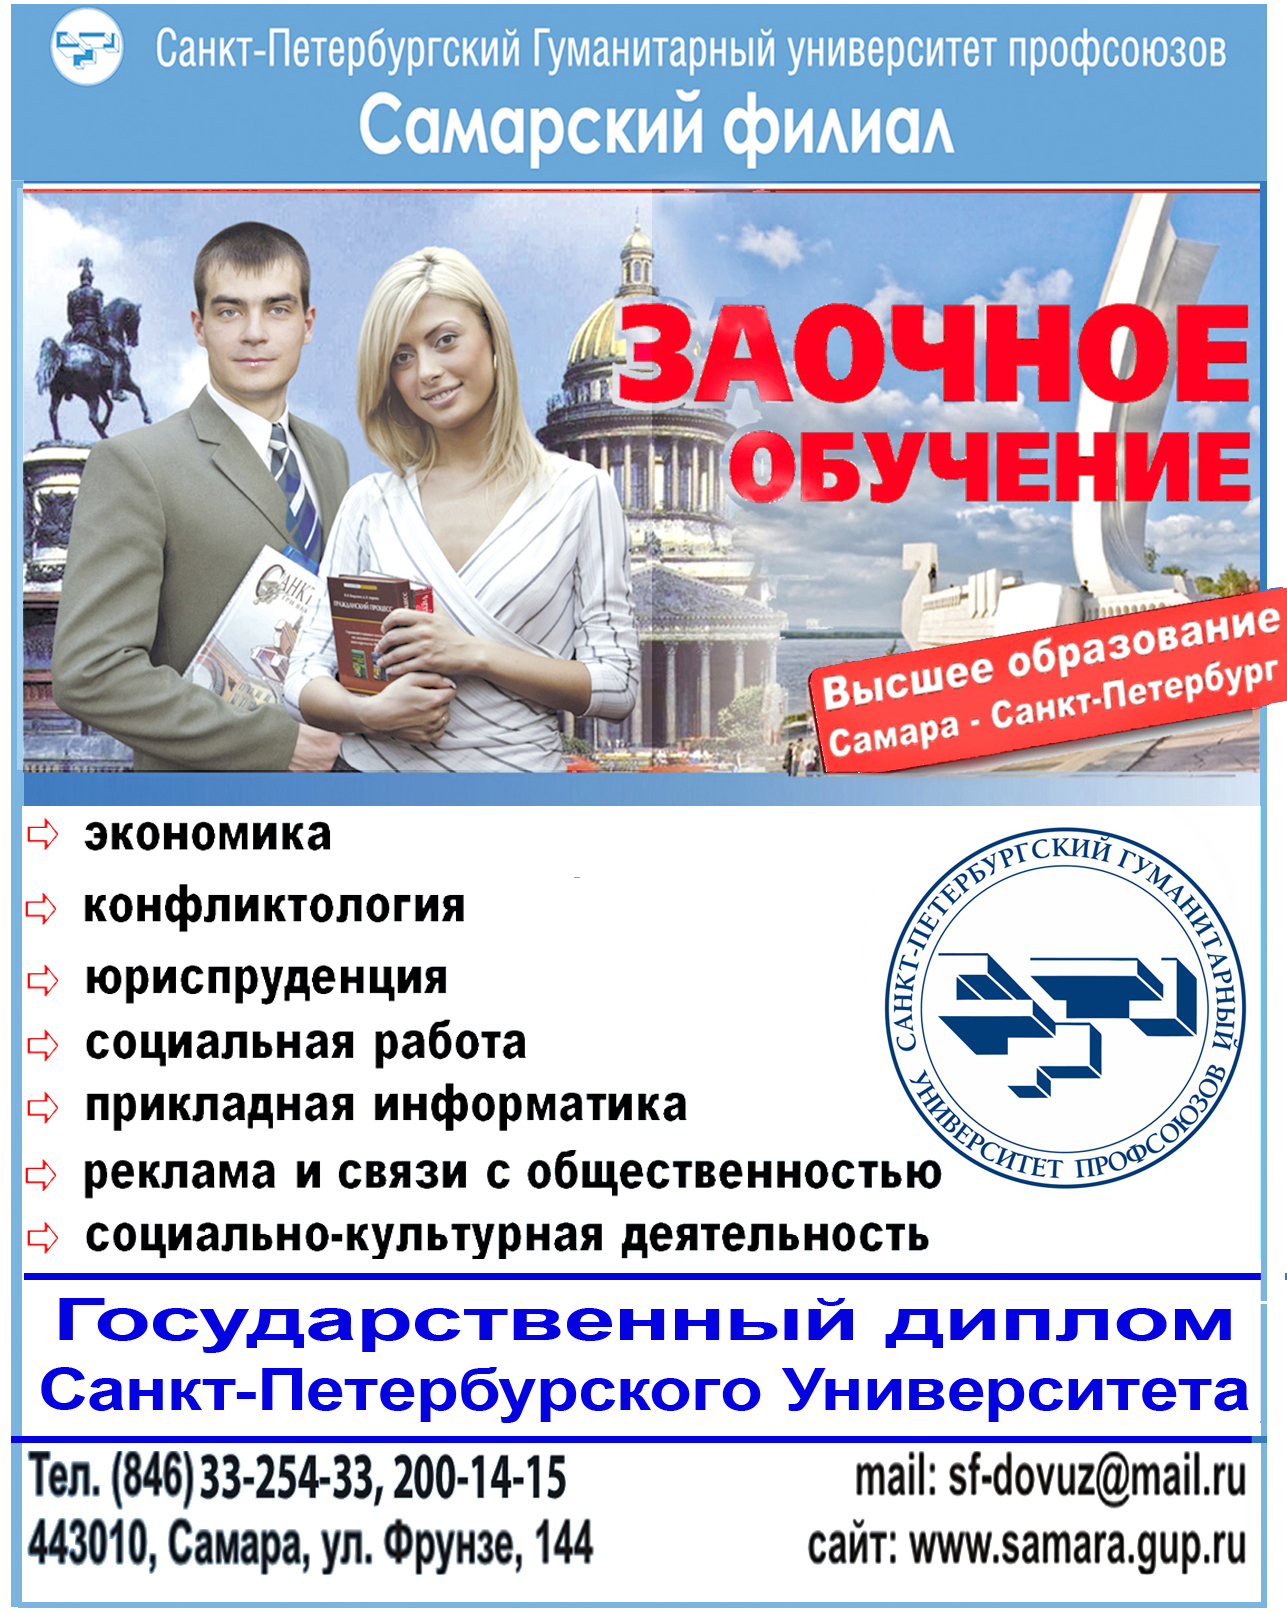 Санкт-Петербургский Гуманитарный университет профсоюзов
Самарский филиал
ЗАОЧНОЕ
ОБУЧЕНИЕ
САНКТ
ГРАЖДАНСКИЙ ПРОЦЕСС
Высшее образование
Самара - Санкт-Петербург
экономика
конфликтология
юриспруденция
социальная работа
прикладная информатика
реклама и связи с общественностью
социально-культурная деятельность
САНКТ-ПЕТЕРБУРГСКИЙ ГУМАНИТАРНЫЙ
УНИВЕРСИТЕТ ПРОФСОЮЗОВ
Государственный диплом
Санкт-Петербурского Университета
Тел. (846) 33-254-33, 200-14-15
mail: sf-dovuz@mail.ru
443010, Самара, ул. Фрунзе, 144
сайт: www.samara.gup.ru